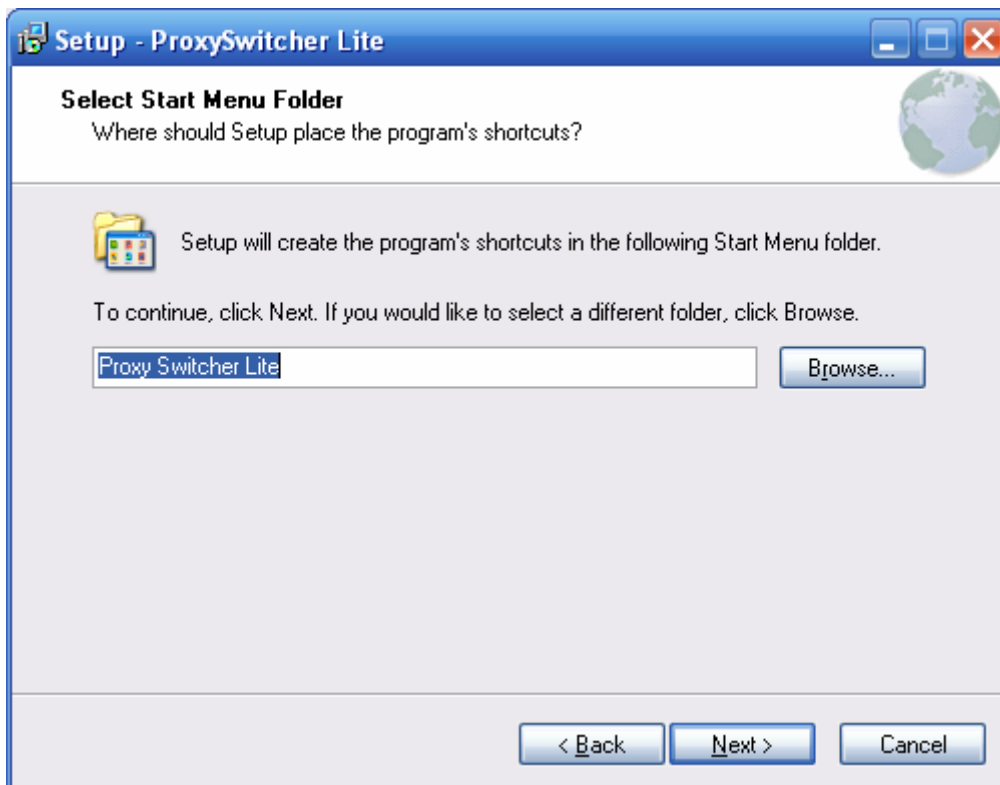 Setup - ProxySwitcher Lite
Select Start Menu Folder
Where should Setup place the program's shortcuts?
Setup will create the program's shortcuts in the following Start Menu folder.
To continue, click Next. If you would like to select a different folder, click Browse.
Proxy Switcher Lite
Browse...
< Back
Next >
Cancel